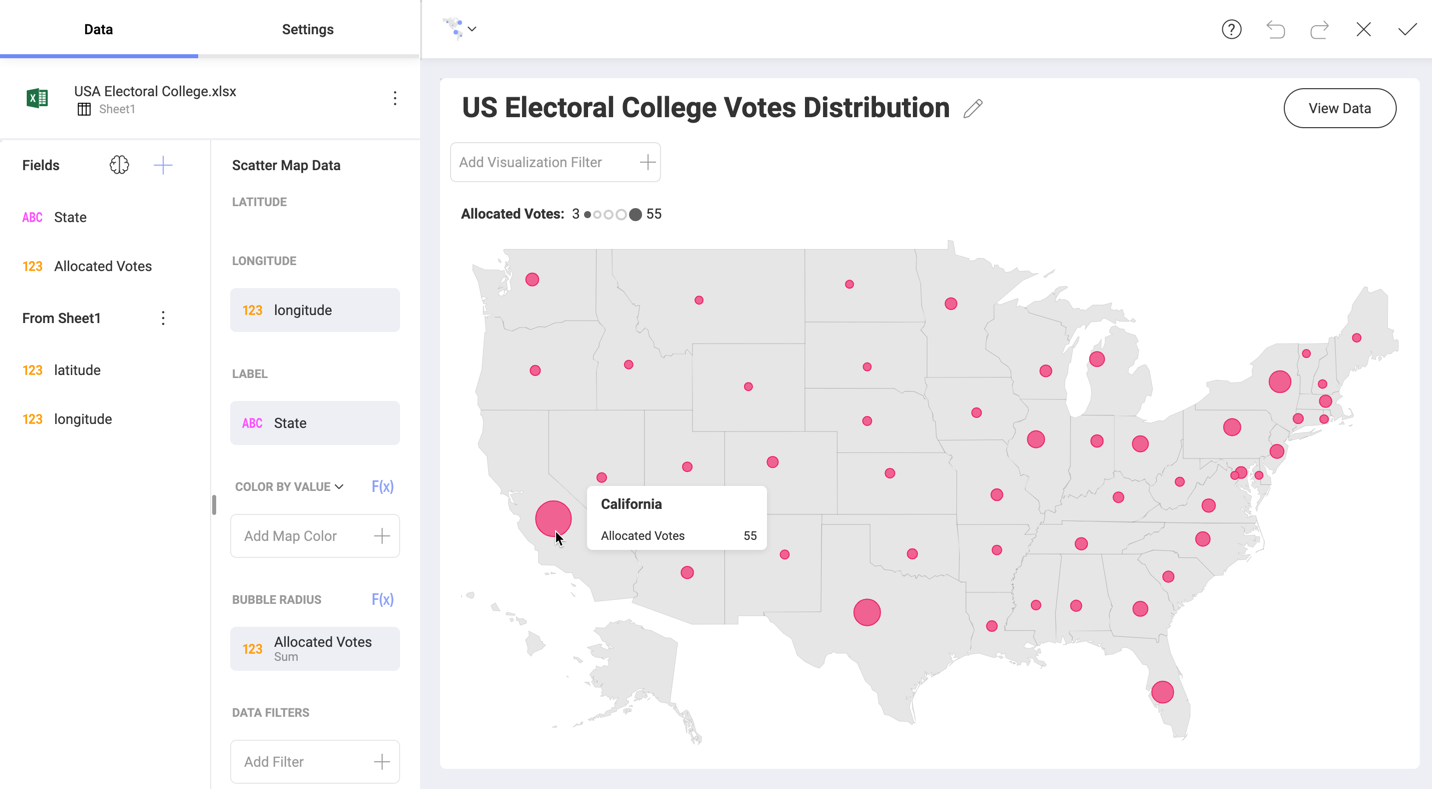 Data
Settings
USA Electoral College.xlsx
Sheet1
Fields
ABC State
123 Allocated Votes
From Sheet1
123 latitude
123 longitude
Scatter Map Data
LATITUDE
LONGITUDE
123 longitude
LABEL
ABC State
COLOR BY VALUE F(x)
Add Map Color
BUBBLE RADIUS F(x)
123 Allocated Votes
Sum
DATA FILTERS
Add Filter
US Electoral College Votes Distribution
View Data
Add Visualization Filter
Allocated Votes: 3 55
California
Allocated Votes 55